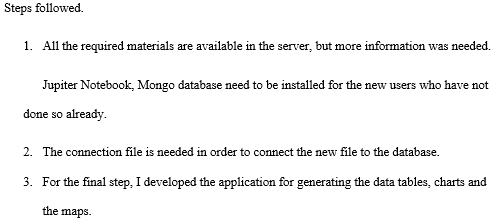 Steps followed.
1. All the required materials are available in the server, but more information was needed.
Jupiter Notebook, Mongo database need to be installed for the new users who have not
done so already.
2. The connection file is needed in order to connect the new file to the database.
3. For the final step, I developed the application for generating the data tables, charts and
the maps.